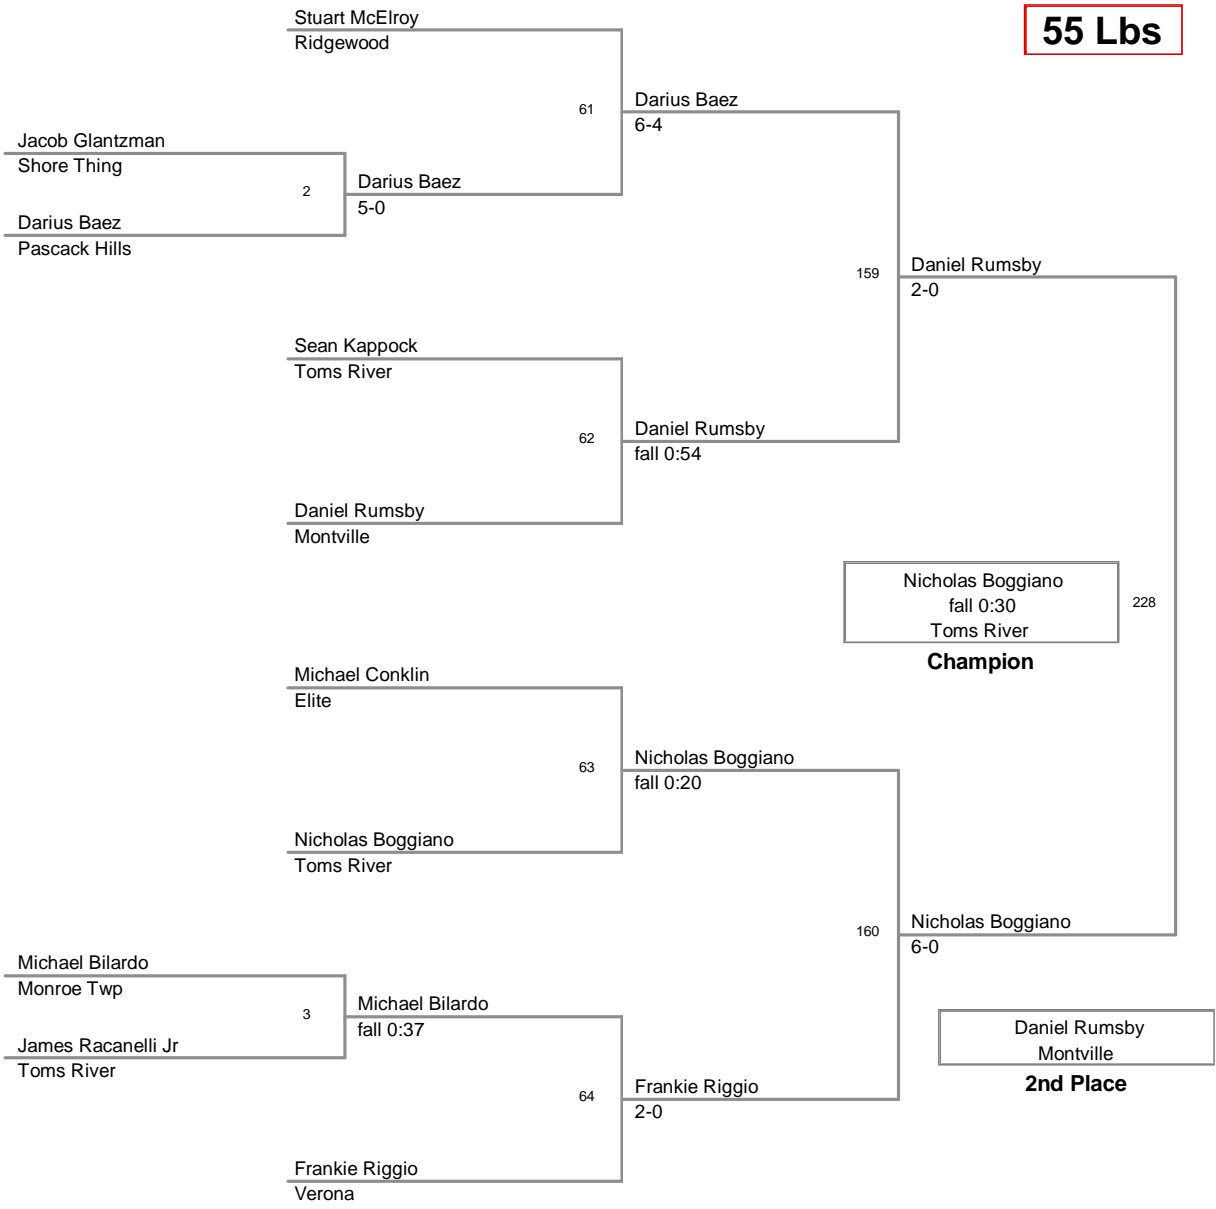 Stuart McElroy
Ridgewood
55 Lbs
61
Darius Baez
6-4
Jacob Glantzman
Shore Thing
2
Darius Baez
5-0
Darius Baez
Pascack Hills
159
Daniel Rumsby
2-0
Sean Kappock
Toms River
62
Daniel Rumsby
fall 0:54
Daniel Rumsby
Montville
Nicholas Boggiano
fall 0:30
Toms River
Champion
228
Michael Conklin
Elite
63
Nicholas Boggiano
fall 0:20
Nicholas Boggiano
Toms River
160
Nicholas Boggiano
6-0
Michael Bilardo
Monroe Twp
3
Michael Bilardo
fall 0:37
James Racanelli Jr
Toms River
Daniel Rumsby
Montville
2nd Place
64
Frankie Riggio
2-0
Frankie Riggio
Verona